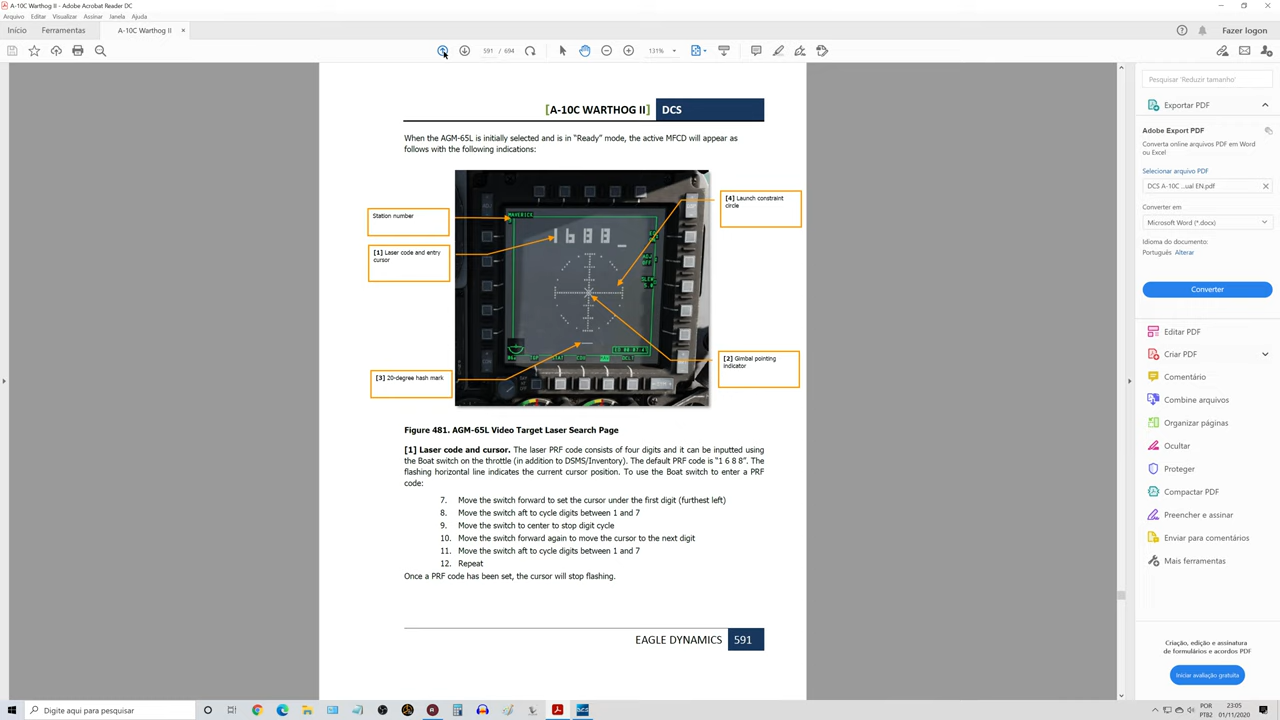 A-10C Warthog II - Adobe Acrobat Reader DC
Arquivo Editar Visualizar Assinar Janela Ajuda
Início Ferramentas A-10C Warthog II × Fazer logon
591 / 694 131%
[A-10C WARTHOG II] DCS
When the AGM-65L is initially selected and is in "Ready" mode, the active MFCD will appear as
follows with the following indications:
Station number
[1] Laser code and entry
cursor
[3] 20-degree hash mark
[4] Launch constraint
circle
[2] Gimbal pointing
indicator
MAVERICK
1688_
Figure 481. AGM-65L Video Target Laser Search Page
[1] Laser code and cursor. The laser PRF code consists of four digits and it can be inputted using
the Boat switch on the throttle (in addition to DSMS/Inventory). The default PRF code is "1 6 8 8". The
flashing horizontal line indicates the current cursor position. To use the Boat switch to enter a PRF
code:
7. Move the switch forward to set the cursor under the first digit (furthest left)
8. Move the switch aft to cycle digits between 1 and 7
9. Move the switch to center to stop digit cycle
10. Move the switch forward again to move the cursor to the next digit
11. Move the switch aft to cycle digits between 1 and 7
12. Repeat
Once a PRF code has been set, the cursor will stop flashing.
EAGLE DYNAMICS 591
Pesquisar 'Reduzir tamanho'
Exportar PDF
Adobe Export PDF
Converta arquivos PDF em Word
ou Excel online
Selecionar arquivo PDF
DCS A-10C ...ual EN.pdf
Converter em
Microsoft Word (*.docx)
Idioma do documento:
Português Alterar
Converter
Editar PDF
Criar PDF
Comentário
Combine arquivos
Organizar páginas
Ocultar
Proteger
Compactar PDF
Preencher e assinar
Enviar para comentários
Mais ferramentas
Criação, edição e assinatura
de formulários e acordos PDF
Iniciar avaliação gratuita
Digite aqui para pesquisar
POR 23:05
PTB2 01/11/2020